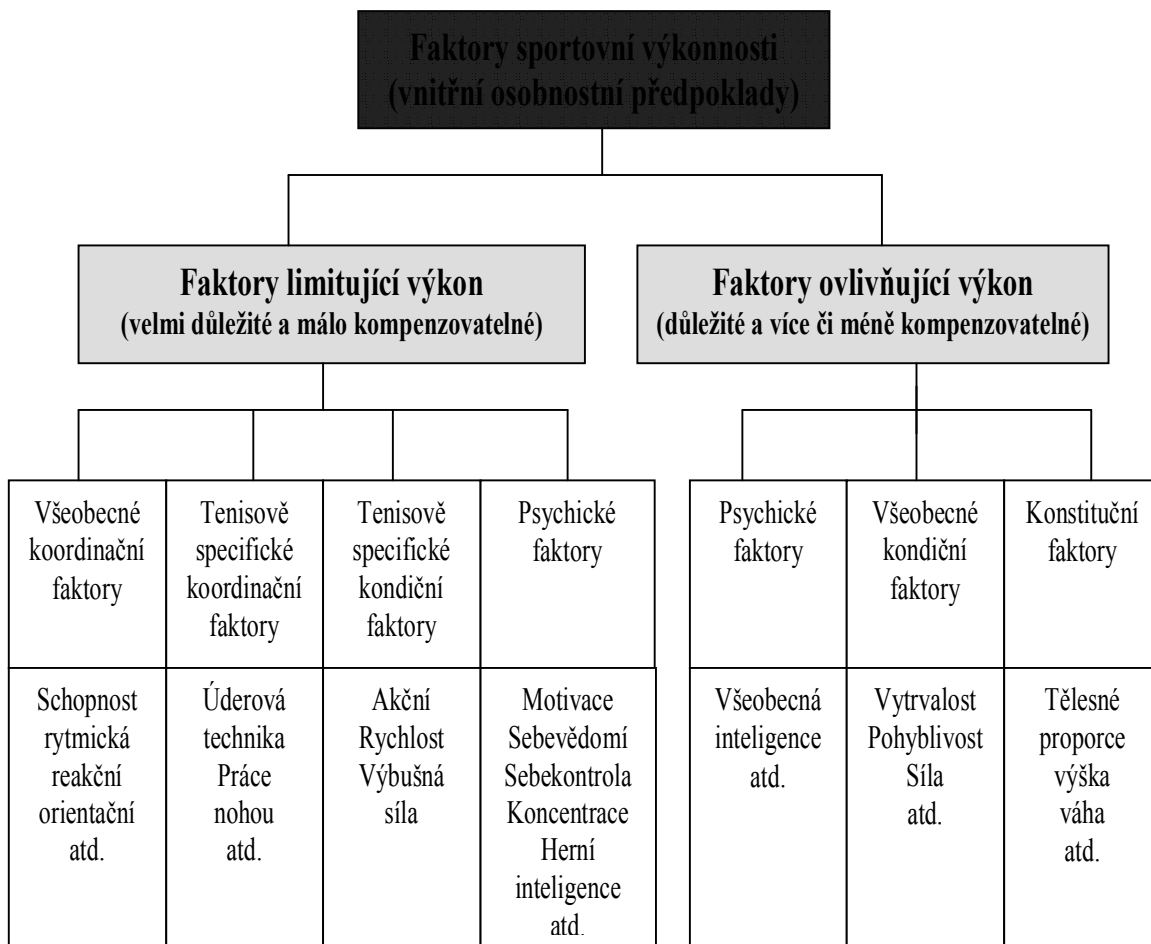 Faktory sportovní výkonnosti
(vnitřní osobnostní předpoklady)
Faktory limitující výkon
(velmi důležité a málo kompenzovatelné)
Faktory ovlivňující výkon
(důležité a více či méně kompenzovatelné)
Všeobecné
koordinační
faktory
Tenisově
specifické
koordinační
faktory
Tenisově
specifické
kondiční
faktory
Psychické
faktory
Psychické
faktory
Všeobecné
kondiční
faktory
Konstituční
faktory
Schopnost
rytmická
reakční
orientační
atd.
Úderová
technika
Práce
nohou
atd.
Akční
Rychlost
Výbušná
síla
Motivace
Sebevědomí
Sebekontrola
Koncentrace
Herní
inteligence
atd.
Všeobecná
inteligence
atd.
Vytrvalost
Pohyblivost
Síla
atd.
Tělesné
proporce
výška
váha
atd.